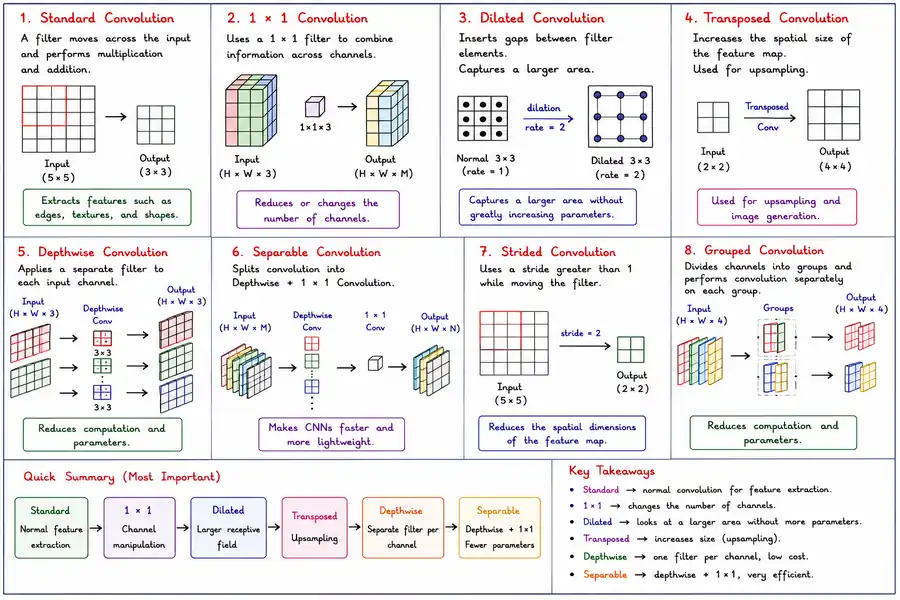 1. Standard Convolution
A filter moves across the input
and performs multiplication
and addition.
Input
(5×5)
Output
(3×3)
Extracts features such as
edges, textures, and shapes.
2. 1 × 1 Convolution
Uses a 1 × 1 filter to combine
information across channels.
1×1×3
Input
(H × W × 3)
Output
(H × W × M)
Reduces or changes the
number of channels.
3. Dilated Convolution
Inserts gaps between filter
elements.
Captures a larger area.
dilation
rate = 2
Normal 3×3
(rate = 1)
Dilated 3×3
(rate = 2)
Captures a larger area without
greatly increasing parameters.
4. Transposed Convolution
Increases the spatial size of
the feature map.
Used for upsampling.
Transposed
Conv
Input
(2×2)
Output
(4×4)
Used for upsampling and
image generation.
5. Depthwise Convolution
Applies a separate filter to
each input channel.
Input
(H × W × 3)
Depthwise
Conv
Output
(H × W × 3)
3×3
3×3
Reduces computation and
parameters.
6. Separable Convolution
Splits convolution into
Depthwise + 1 × 1 Convolution.
Input
(H × W × M)
Depthwise
Conv
1 × 1
Conv
Output
(H × W × N)
Makes CNNs faster and
more lightweight.
7. Strided Convolution
Uses a stride greater than 1
while moving the filter.
stride = 2
Input
(5×5)
Output
(2×2)
Reduces the spatial dimensions
of the feature map.
8. Grouped Convolution
Divides channels into groups and
performs convolution separately
on each group.
Input
(H × W × 4)
Groups
Output
(H × W × 4)
Reduces computation and
parameters.
Quick Summary (Most Important)
Standard
Normal feature
extraction
1 × 1
Channel
manipulation
Dilated
Larger receptive
field
Transposed
Upsampling
Depthwise
Separate filter per
channel
Separable
Depthwise + 1×1
Fewer parameters
Key Takeaways
• Standard → normal convolution for feature extraction.
• 1×1 → changes the number of channels.
• Dilated → looks at a larger area without more parameters.
• Transposed → increases size (upsampling).
• Depthwise → one filter per channel, low cost.
• Separable → depthwise + 1×1, very efficient.